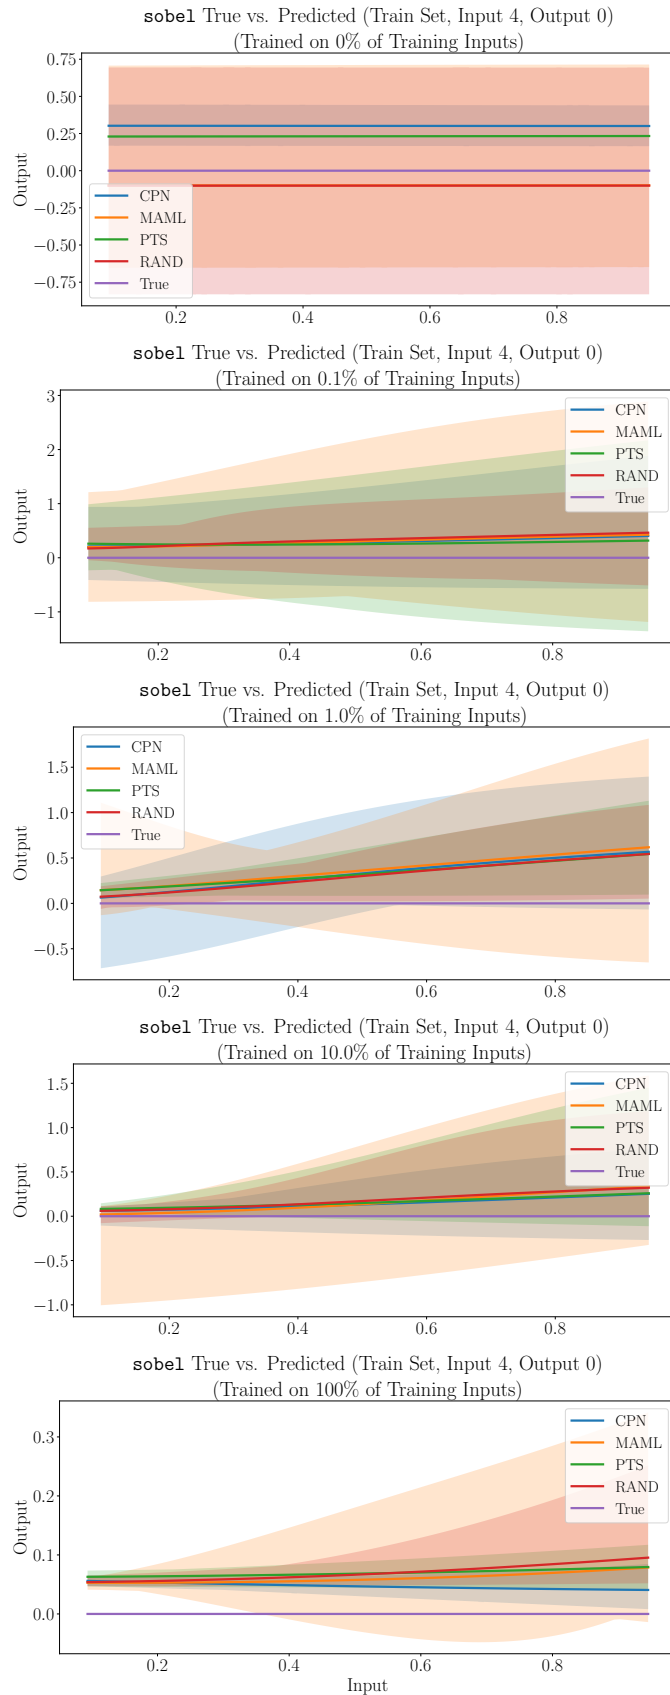 sobel True vs. Predicted (Train Set, Input 4, Output 0)
(Trained on 0% of Training Inputs)
0.75
0.50
0.25
0.00
−0.25
−0.50
−0.75
Output
CPN
MAML
PTS
RAND
True
0.2
0.4
0.6
0.8
sobel True vs. Predicted (Train Set, Input 4, Output 0)
(Trained on 0.1% of Training Inputs)
3
2
1
0
−1
Output
CPN
MAML
PTS
RAND
True
0.2
0.4
0.6
0.8
sobel True vs. Predicted (Train Set, Input 4, Output 0)
(Trained on 1.0% of Training Inputs)
1.5
1.0
0.5
0.0
−0.5
Output
CPN
MAML
PTS
RAND
True
0.2
0.4
0.6
0.8
sobel True vs. Predicted (Train Set, Input 4, Output 0)
(Trained on 10.0% of Training Inputs)
1.5
1.0
0.5
0.0
−0.5
−1.0
Output
CPN
MAML
PTS
RAND
True
0.2
0.4
0.6
0.8
sobel True vs. Predicted (Train Set, Input 4, Output 0)
(Trained on 100% of Training Inputs)
0.3
0.2
0.1
0.0
Output
CPN
MAML
PTS
RAND
True
0.2
0.4
0.6
0.8
Input